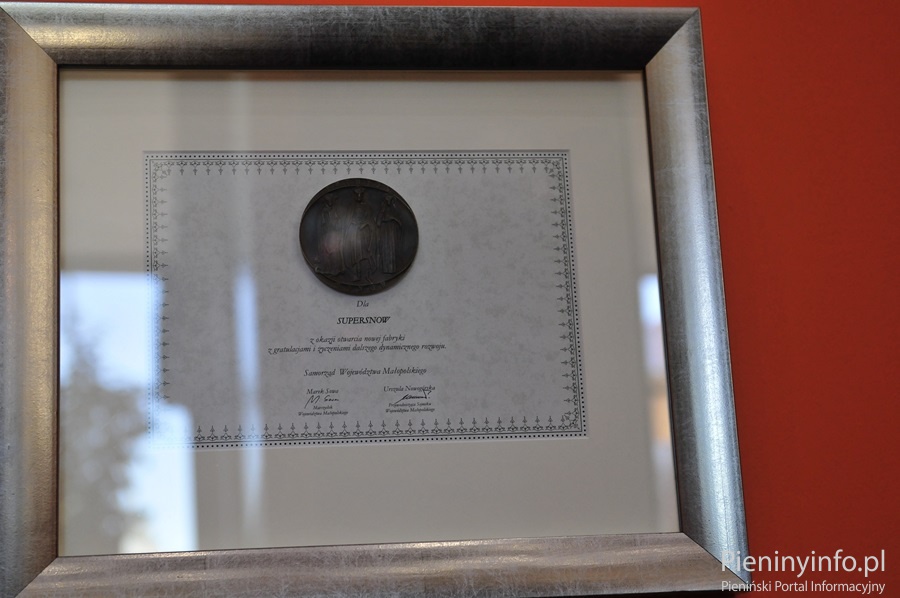 Dla
SUPERSNOW
z okazji otwarcia nowej fabryki
z gratulacjami i życzeniami dalszego dynamicznego rozwoju.
Samorząd Województwa Małopolskiego
Marek Sowa
Urszula Nowogórska
Marszałek
Województwa Małopolskiego
Przewodnicząca Sejmiku
Województwa Małopolskiego
Pieninyinfo.pl
Pieniński Portal Informacyjny